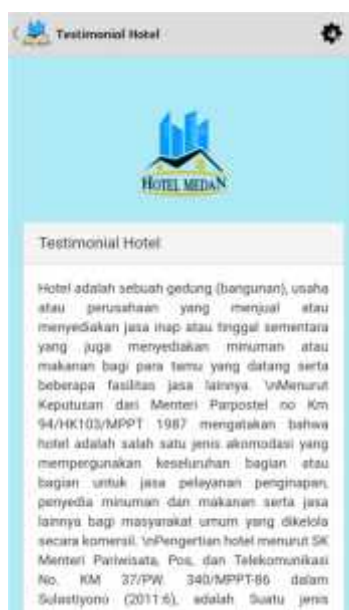 Testimonial Hotel
HOTEL MEDAN
Testimonial Hotel
Hotel adalah sebuah gedung (bangunan), usaha
atau perusahaan yang menjual atau
menyediakan jasa inap atau tinggal sementara
yang juga menyediakan minuman atau
makanan bagi para tamu yang datang serta
beberapa fasilitas jasa lainnya. \nMenurut
Keputusan dari Menteri Parpostel no Km
94/HK103/MPPT 1987 mengatakan bahwa
hotel adalah salah satu jenis akomodasi yang
mempergunakan keseluruhan bagian atau
bagian untuk jasa pelayanan penginapan,
penyedia minuman dan makanan serta jasa
lainnya bagi masyarakat umum yang dikelola
secara komersil. \nPengertian hotel menurut SK
Menteri Pariwisata, Pos, dan Telekomunikasi
No. KM 37/PW. 340/MPPT-86 dalam
Sulastiyono (2011:6), adalah Suatu jenis